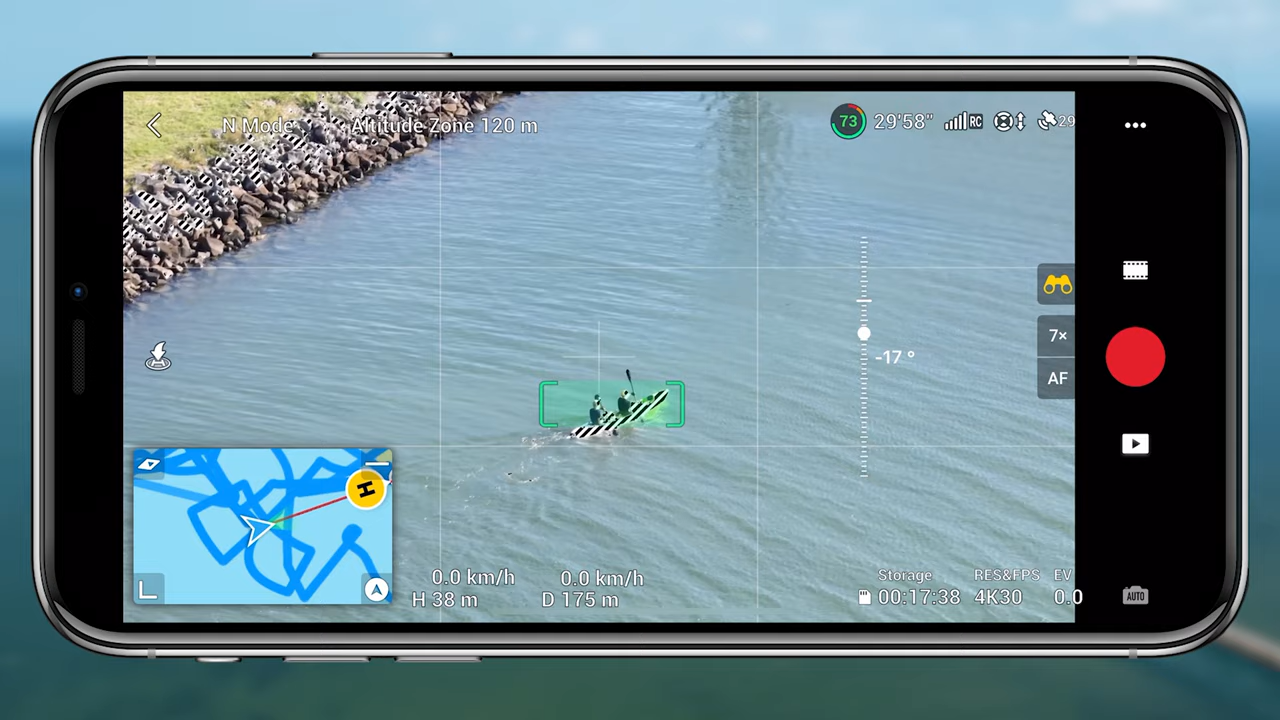 N Mode Altitude Zone 120 m
73 29'58" RC 29
7×
-17 °
AF
H
0.0 km/h 0.0 km/h
H 38 m D 175 m
Storage RES&FPS EV
00:17:38 4K30 0.0
AUTO